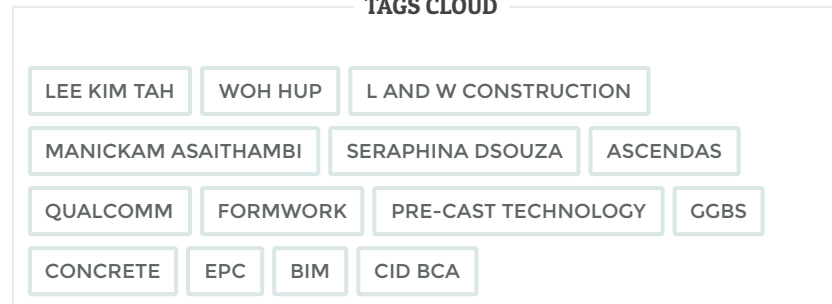 TAGS CLOUD
LEE KIM TAH WOH HUP L AND W CONSTRUCTION
MANICKAM ASAITHAMBI SERAPHINA DSOUZA ASCENDAS
QUALCOMM FORMWORK PRE-CAST TECHNOLOGY GGBS
CONCRETE EPC BIM CID BCA